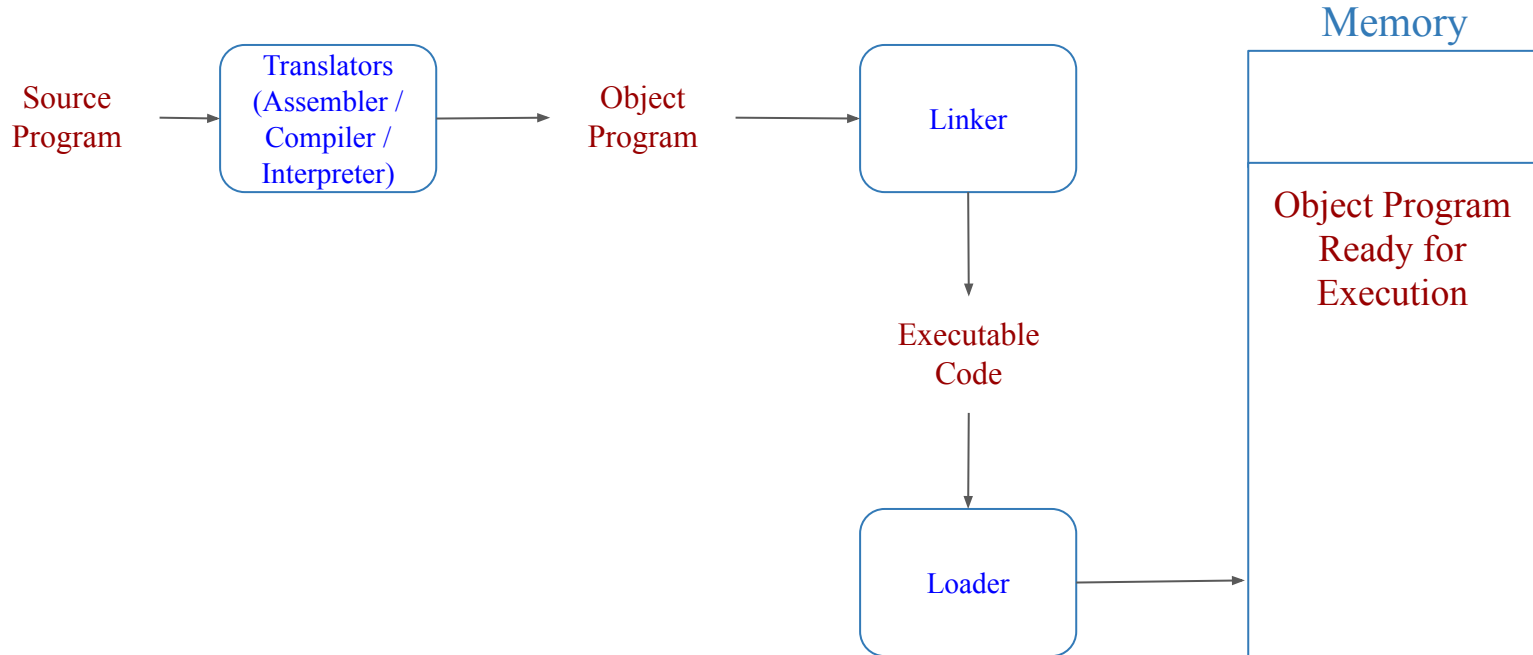 Memory
Source
Program
Translators
(Assembler /
Compiler /
Interpreter)
Object
Program
Linker
Object Program
Ready for
Execution
Executable
Code
Loader